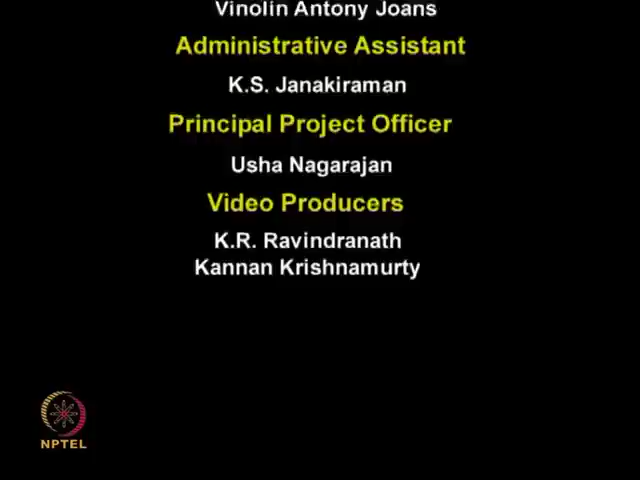 Vinolin Antony Joans
Administrative Assistant
K.S. Janakiraman
Principal Project Officer
Usha Nagarajan
Video Producers
K.R. Ravindranath
Kannan Krishnamurty
NPTEL